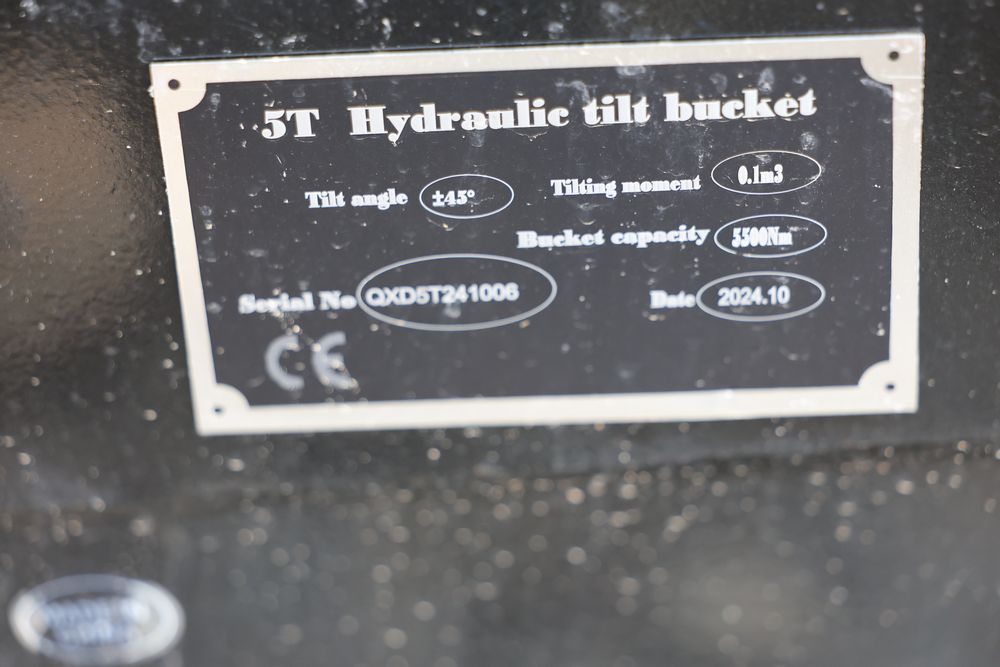 5T Hydraulic tilt bucket
Tilt angle ±45° Tilting moment 0.1m3
Bucket capacity 5500Nm
Serial No QXD5T241006 Date 2024.10
CE